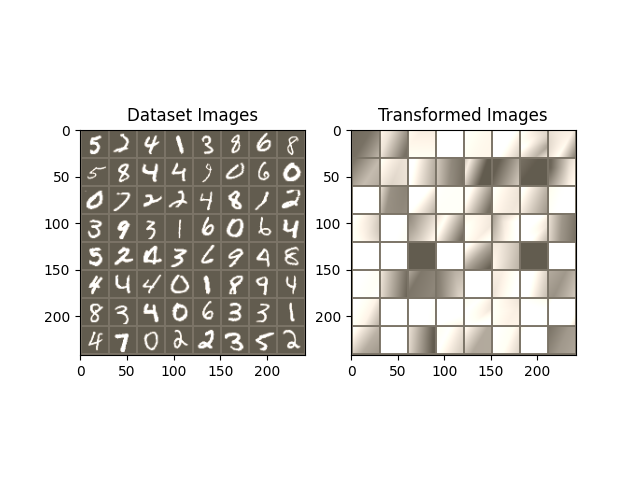 Dataset Images
Transformed Images
0
50
100
150
200
5 2 4 1 3 8 6 8
5 8 4 4 9 0 6 0
0 7 2 2 4 8 1 2
3 9 3 1 6 0 6 4
5 2 4 3 6 9 4 8
4 4 4 0 1 8 9 4
8 3 4 0 6 3 3 1
4 7 0 2 2 3 5 2
0 50 100 150 200
0
50
100
150
200
0 50 100 150 200